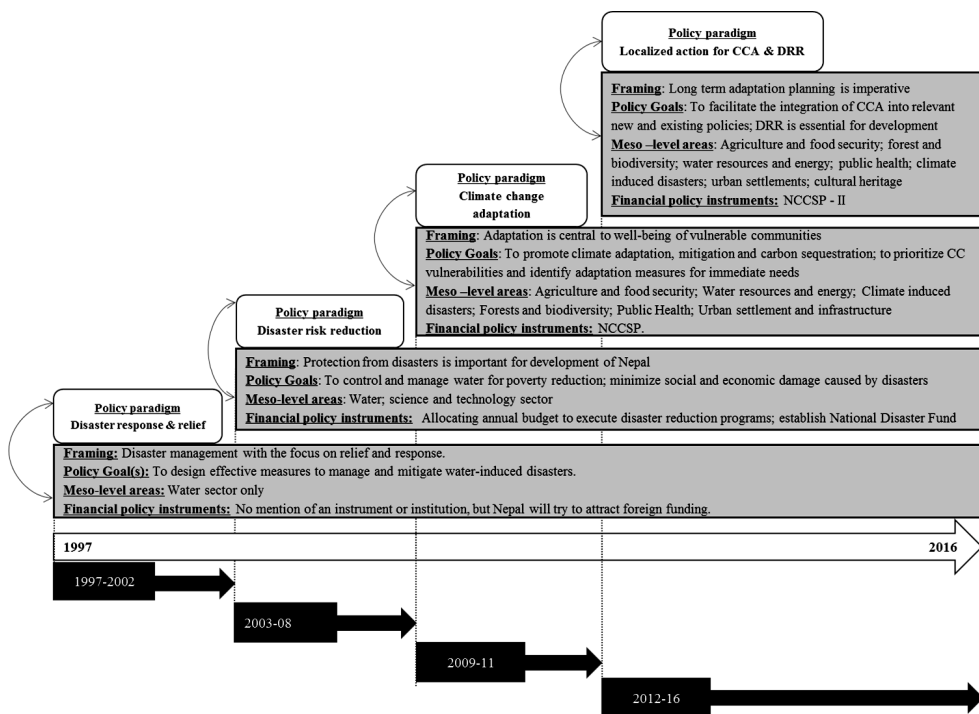 Policy paradigm
Localized action for CCA & DRR
Framing: Long term adaptation planning is imperative
Policy Goals: To facilitate the integration of CCA into relevant
new and existing policies; DRR is essential for development
Meso –level areas: Agriculture and food security; forest and
biodiversity; water resources and energy; public health; climate
induced disasters; urban settlements; cultural heritage
Financial policy instruments: NCCSP - II
Policy paradigm
Climate change
adaptation
Framing: Adaptation is central to well-being of vulnerable communities
Policy Goals: To promote climate adaptation, mitigation and carbon sequestration; to prioritize CC
vulnerabilities and identify adaptation measures for immediate needs
Meso –level areas: Agriculture and food security; Water resources and energy; Climate induced
disasters; Forests and biodiversity; Public Health; Urban settlement and infrastructure
Financial policy instruments: NCCSP.
Policy paradigm
Disaster risk reduction
Framing: Protection from disasters is important for development of Nepal
Policy Goals: To control and manage water for poverty reduction; minimize social and economic damage caused by disasters
Meso-level areas: Water; science and technology sector
Financial policy instruments: Allocating annual budget to execute disaster reduction programs; establish National Disaster Fund
Policy paradigm
Disaster response & relief
Framing: Disaster management with the focus on relief and response.
Policy Goal(s): To design effective measures to manage and mitigate water-induced disasters.
Meso-level areas: Water sector only
Financial policy instruments: No mention of an instrument or institution, but Nepal will try to attract foreign funding.
1997 2016
1997-2002
2003-08
2009-11
2012-16